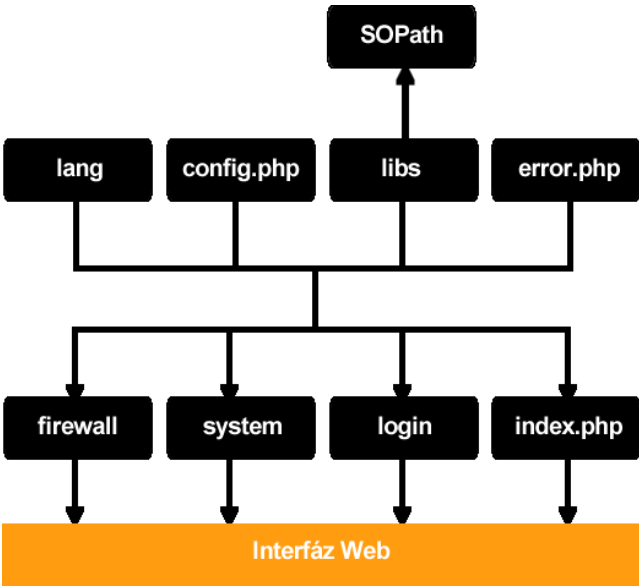 SOPath
lang
config.php
libs
error.php
firewall
system
login
index.php
Interfáz Web